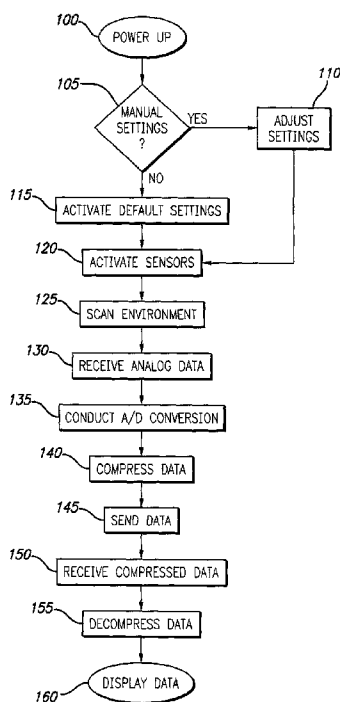 100
POWER UP
105
110
MANUAL
SETTINGS
?
YES
ADJUST
SETTINGS
NO
115
ACTIVATE DEFAULT SETTINGS
120
ACTIVATE SENSORS
125
SCAN ENVIRONMENT
130
RECEIVE ANALOG DATA
135
CONDUCT A/D CONVERSION
140
COMPRESS DATA
145
SEND DATA
150
RECEIVE COMPRESSED DATA
155
DECOMPRESS DATA
DISPLAY DATA
160